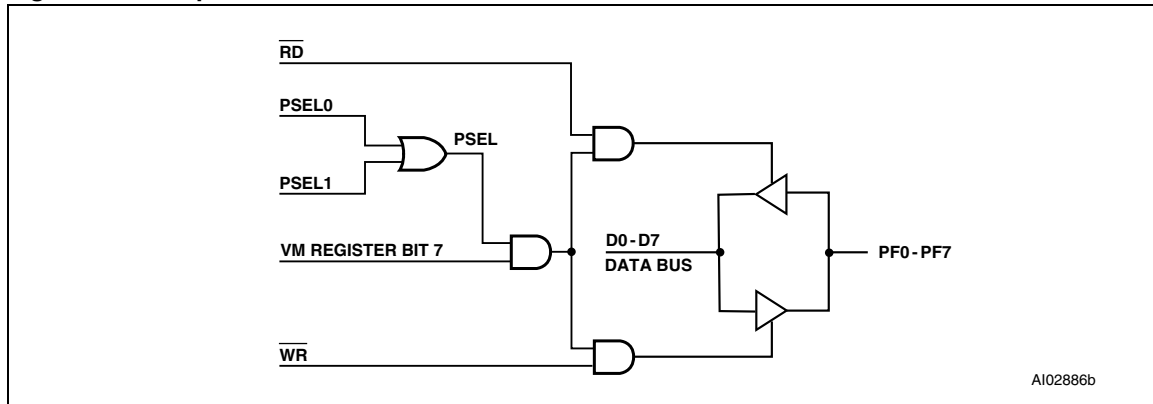 RD
PSEL0
PSEL
PSEL1
D0-D7
VM REGISTER BIT 7
PF0-PF7
DATA BUS
WR
AI02886b